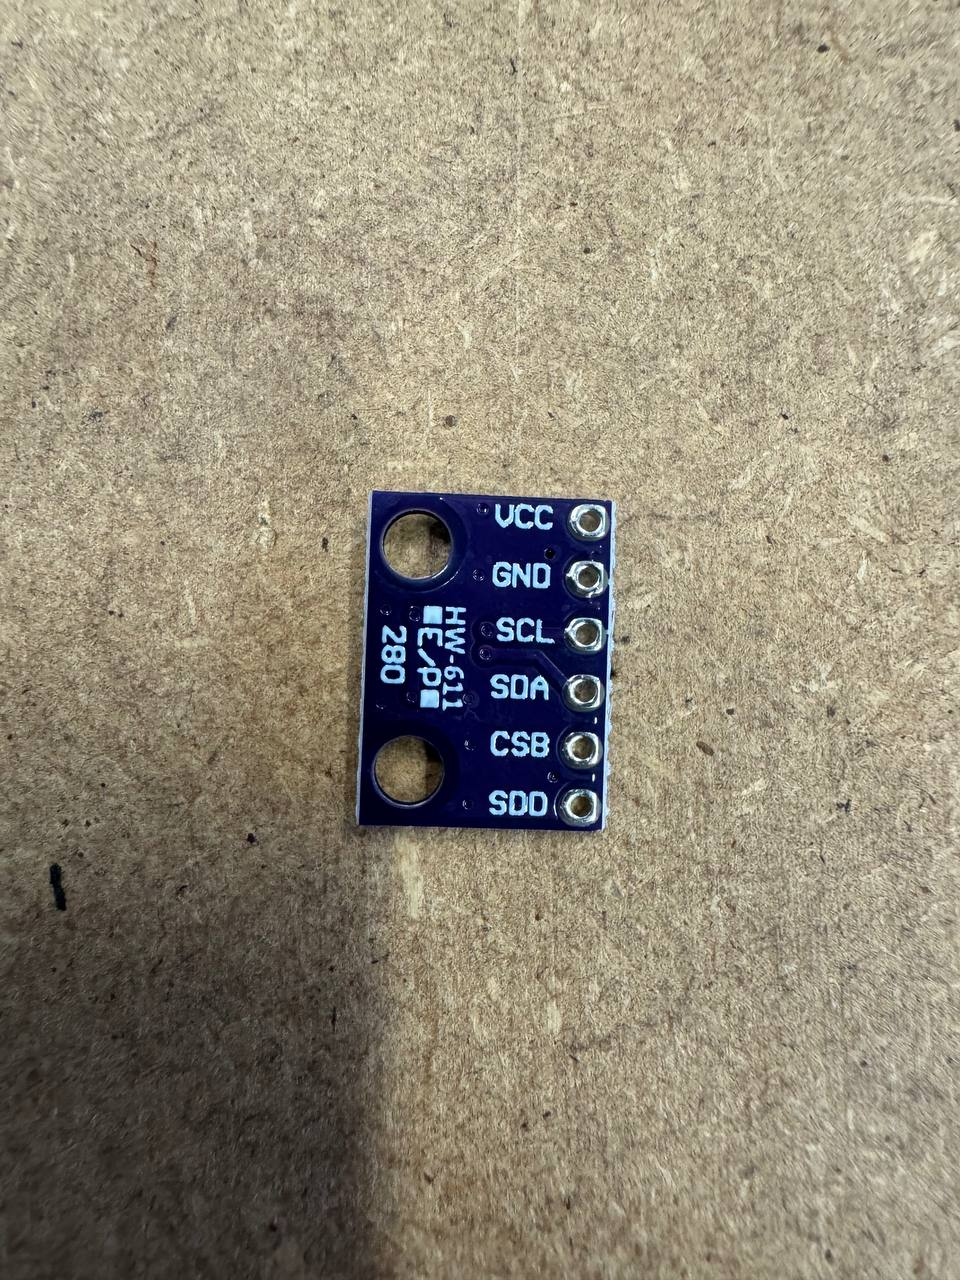 VCC
GND
SCL
SDA
CSB
SDO
HW-611
E/P
280